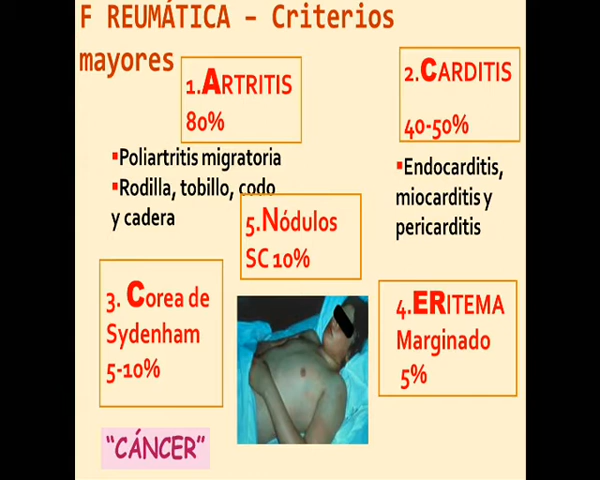 F REUMÁTICA – Criterios
mayores
1.ARTRITIS
80%
▪Poliartritis migratoria
▪Rodilla, tobillo, codo
y cadera
2.CARDITIS
40-50%
▪Endocarditis,
miocarditis y
pericarditis
5.Nódulos
SC 10%
3. Corea de
Sydenham
5-10%
4.ERITEMA
Marginado
5%
“CÁNCER”